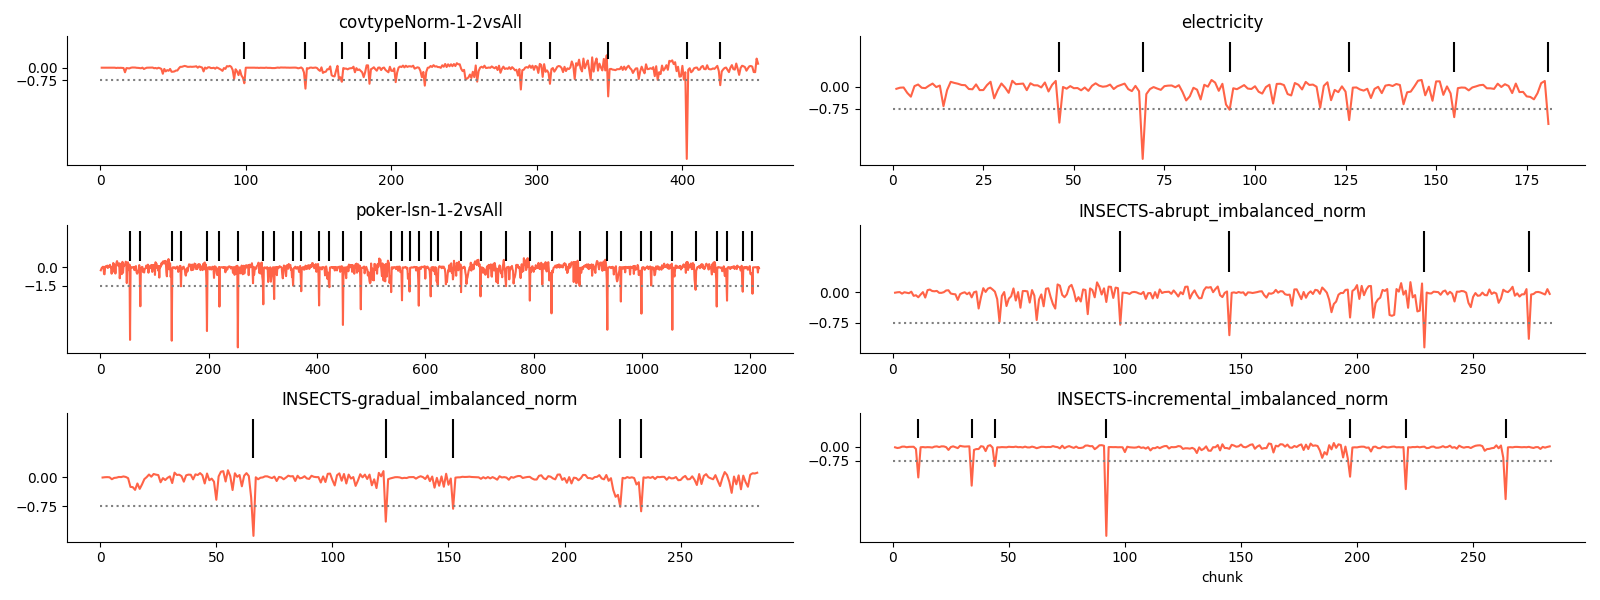 covtypeNorm-1-2vsAll
0.00
−0.75
0 100 200 300 400
electricity
0.00
−0.75
0 25 50 75 100 125 150 175
poker-lsn-1-2vsAll
0.0
−1.5
0 200 400 600 800 1000 1200
INSECTS-abrupt_imbalanced_norm
0.00
−0.75
0 50 100 150 200 250
INSECTS-gradual_imbalanced_norm
0.00
−0.75
0 50 100 150 200 250
INSECTS-incremental_imbalanced_norm
0.00
−0.75
0 50 100 150 200 250
chunk